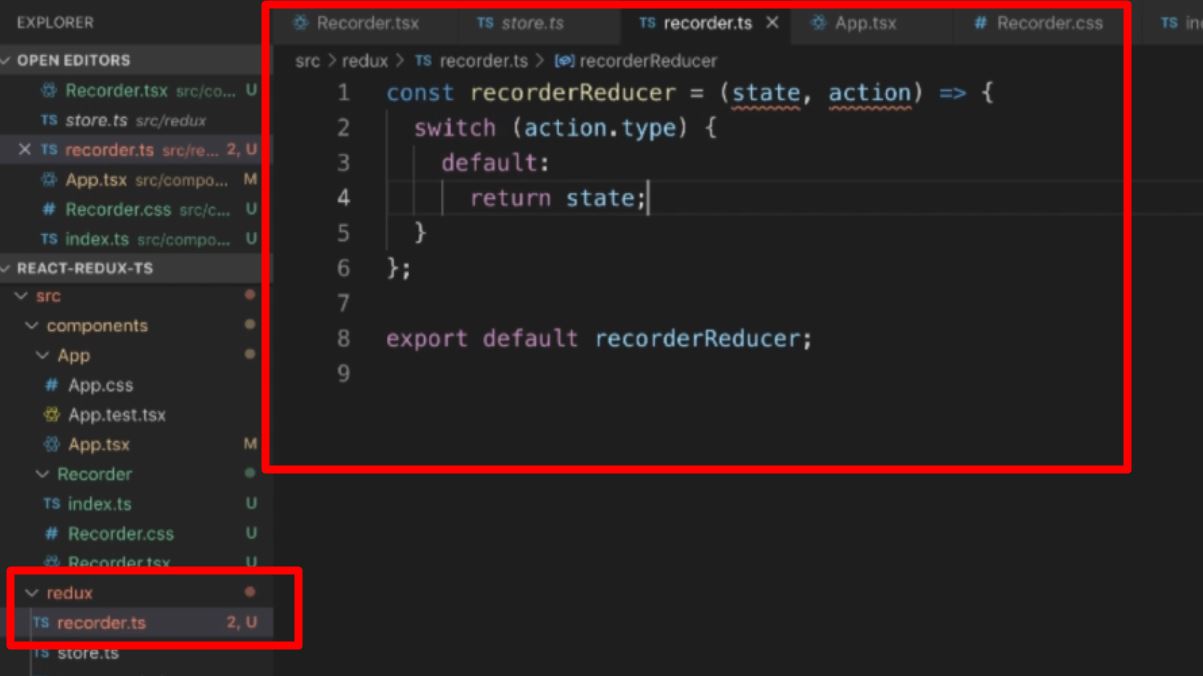 EXPLORER
OPEN EDITORS
Recorder.tsx src/co... U
TS store.ts src/redux
TS recorder.ts src/re... 2, U
App.tsx src/compo... M
# Recorder.css src/c... U
TS index.ts src/compo... U
REACT-REDUX-TS
src
components
App
# App.css
App.test.tsx
App.tsx M
Recorder
TS index.ts U
# Recorder.css U
Recorder.tsx U
redux
TS recorder.ts 2, U
TS store.ts
Recorder.tsx TS store.ts TS recorder.ts App.tsx # Recorder.css TS
src > redux > TS recorder.ts > recorderReducer
1 const recorderReducer = (state, action) => {
2 switch (action.type) {
3 default:
4 return state;
5 }
6 };
7
8 export default recorderReducer;
9